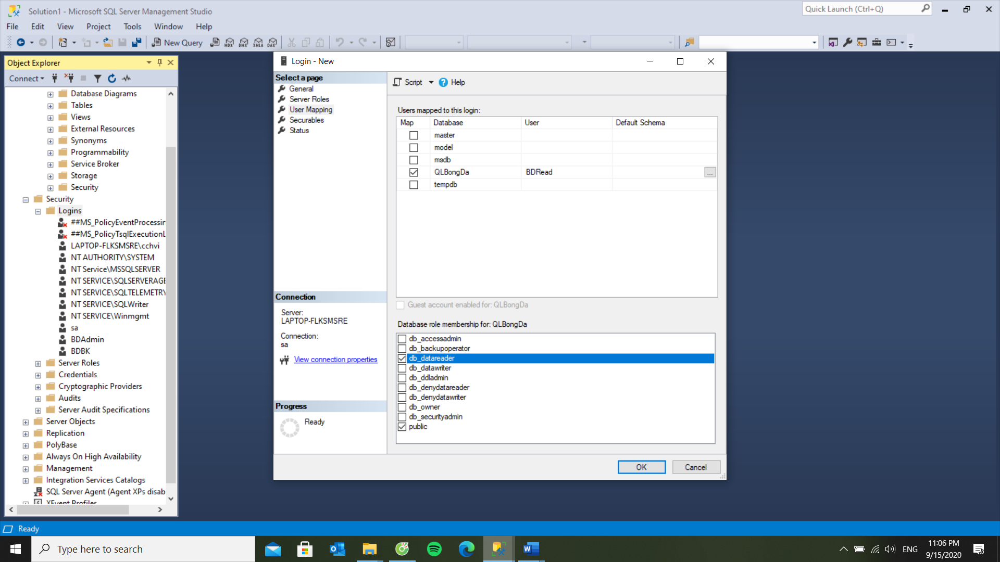 Solution1 - Microsoft SQL Server Management Studio
Quick Launch (Ctrl+Q)
File Edit View Project Tools Window Help
New Query MDX DMX XMLA DAX
Object Explorer
Connect
Database Diagrams
Tables
Views
External Resources
Synonyms
Programmability
Service Broker
Storage
Security
Security
Logins
##MS_PolicyEventProcessin
##MS_PolicyTsqlExecutionL
LAPTOP-FLKSMSRE\cchvi
NT AUTHORITY\SYSTEM
NT Service\MSSQLSERVER
NT SERVICE\SQLSERVERAGE
NT SERVICE\SQLTELEMETRY
NT SERVICE\SQLWriter
NT SERVICE\Winmgmt
sa
BDAdmin
BDBK
Server Roles
Credentials
Cryptographic Providers
Audits
Server Audit Specifications
Server Objects
Replication
PolyBase
Always On High Availability
Management
Integration Services Catalogs
SQL Server Agent (Agent XPs disab
XEvent Profiler
Login - New
Select a page
General
Server Roles
User Mapping
Securables
Status
Connection
Server:
LAPTOP-FLKSMSRE
Connection:
sa
View connection properties
Progress
Ready
Script Help
Users mapped to this login:
Map Database User Default Schema
master
model
msdb
QLBongDa BDRead ...
tempdb
Guest account enabled for: QLBongDa
Database role membership for: QLBongDa
db_accessadmin
db_backupoperator
db_datareader
db_datawriter
db_ddladmin
db_denydatareader
db_denydatawriter
db_owner
db_securityadmin
public
OK Cancel
Ready
Type here to search
ENG
11:06 PM
9/15/2020